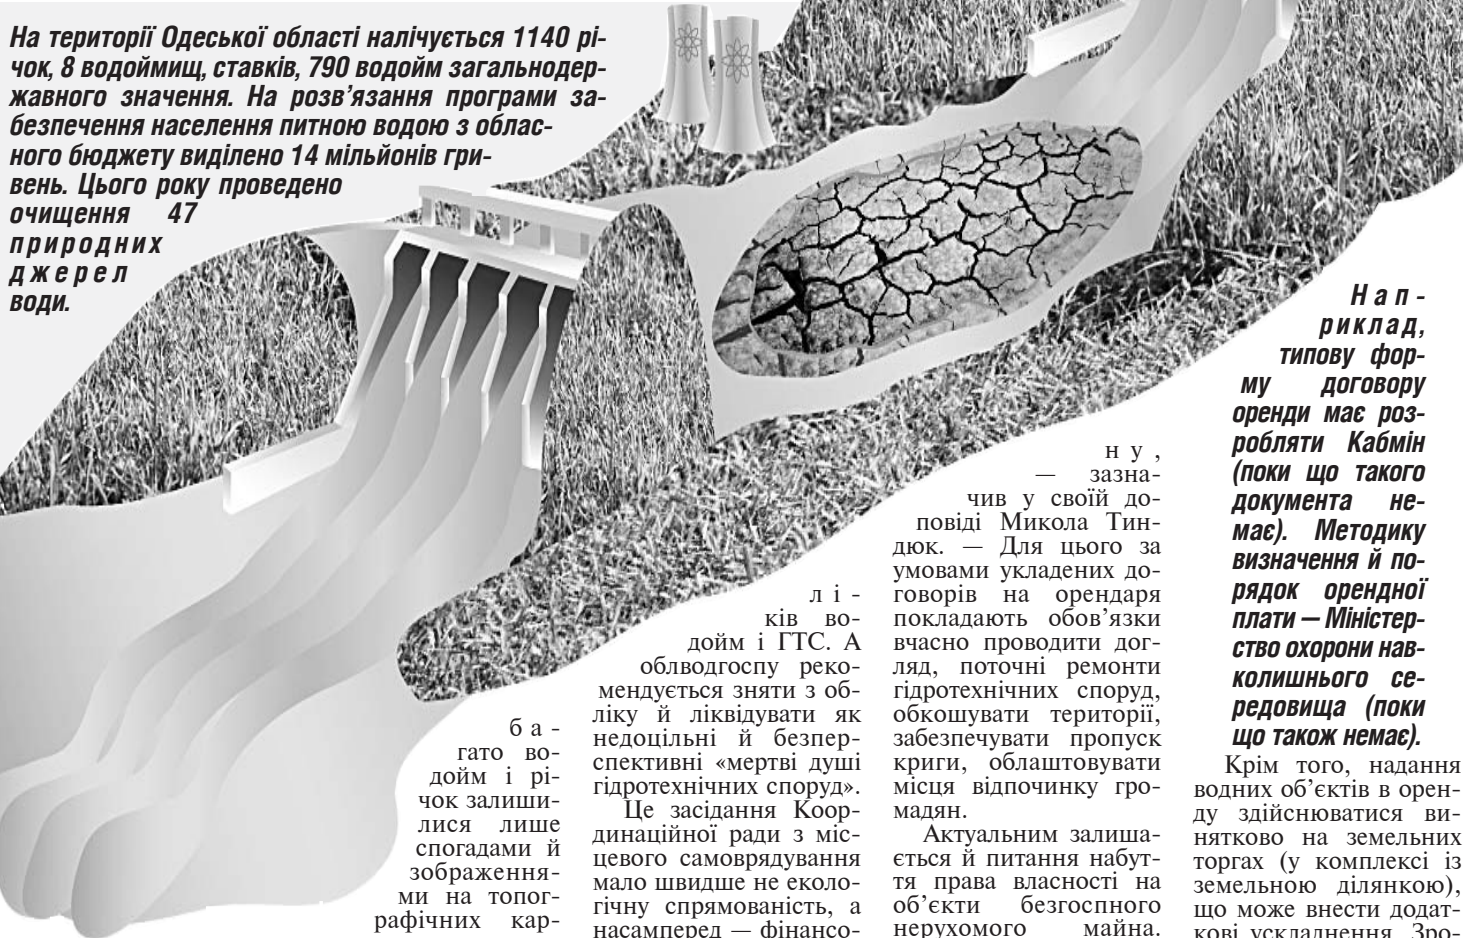 На території Одеської області налічується 1140 рі-
чок, 8 водоймищ, ставків, 790 водойм загальнодер-
жавного значення. На розв’язання програми за-
безпечення населення питною водою з облас-
ного бюджету виділено 14 мільйонів гри-
вень. Цього року проведено
очищення 47
природних
джерел
води.
ба-
гато во-
дойм і рі-
чок залиши-
лися лише
спогадами й
зображення-
ми на топог-
рафічних кар-
лі-
ків во-
дойм і ГТС. А
облводгоспу реко-
мендується зняти з об-
ліку й ліквідувати як
недоцільні й безпер-
спективні «мертві душі
гідротехнічних споруд».
Це засідання Коор-
динаційної ради з міс-
цевого самоврядування
мало швидше не еколо-
гічну спрямованість, а
насамперед — фінансо-
ну,
— зазна-
чив у своїй до-
повіді Микола Тин-
дюк. — Для цього за
умовами укладених до-
говорів на орендаря
покладають обов’язки
вчасно проводити дог-
ляд, поточні ремонти
гідротехнічних споруд,
обкошувати території,
забезпечувати пропуск
криги, облаштовувати
місця відпочинку гро-
мадян.
Актуальним залиша-
ється й питання набут-
тя права власності на
об’єкти безгоспного
нерухомого майна.
Нап-
риклад,
типову фор-
му договору
оренди має роз-
робляти Кабмін
(поки що такого
документа не-
має). Методику
визначення й по-
рядок орендної
плати — Міністер-
ство охорони нав-
колишнього се-
редовища (поки
що також немає).
Крім того, надання
водних об’єктів в орен-
ду здійснюватися ви-
нятково на земельних
торгах (у комплексі із
земельною ділянкою),
що може внести додат-
кові ускладнення. Зро-